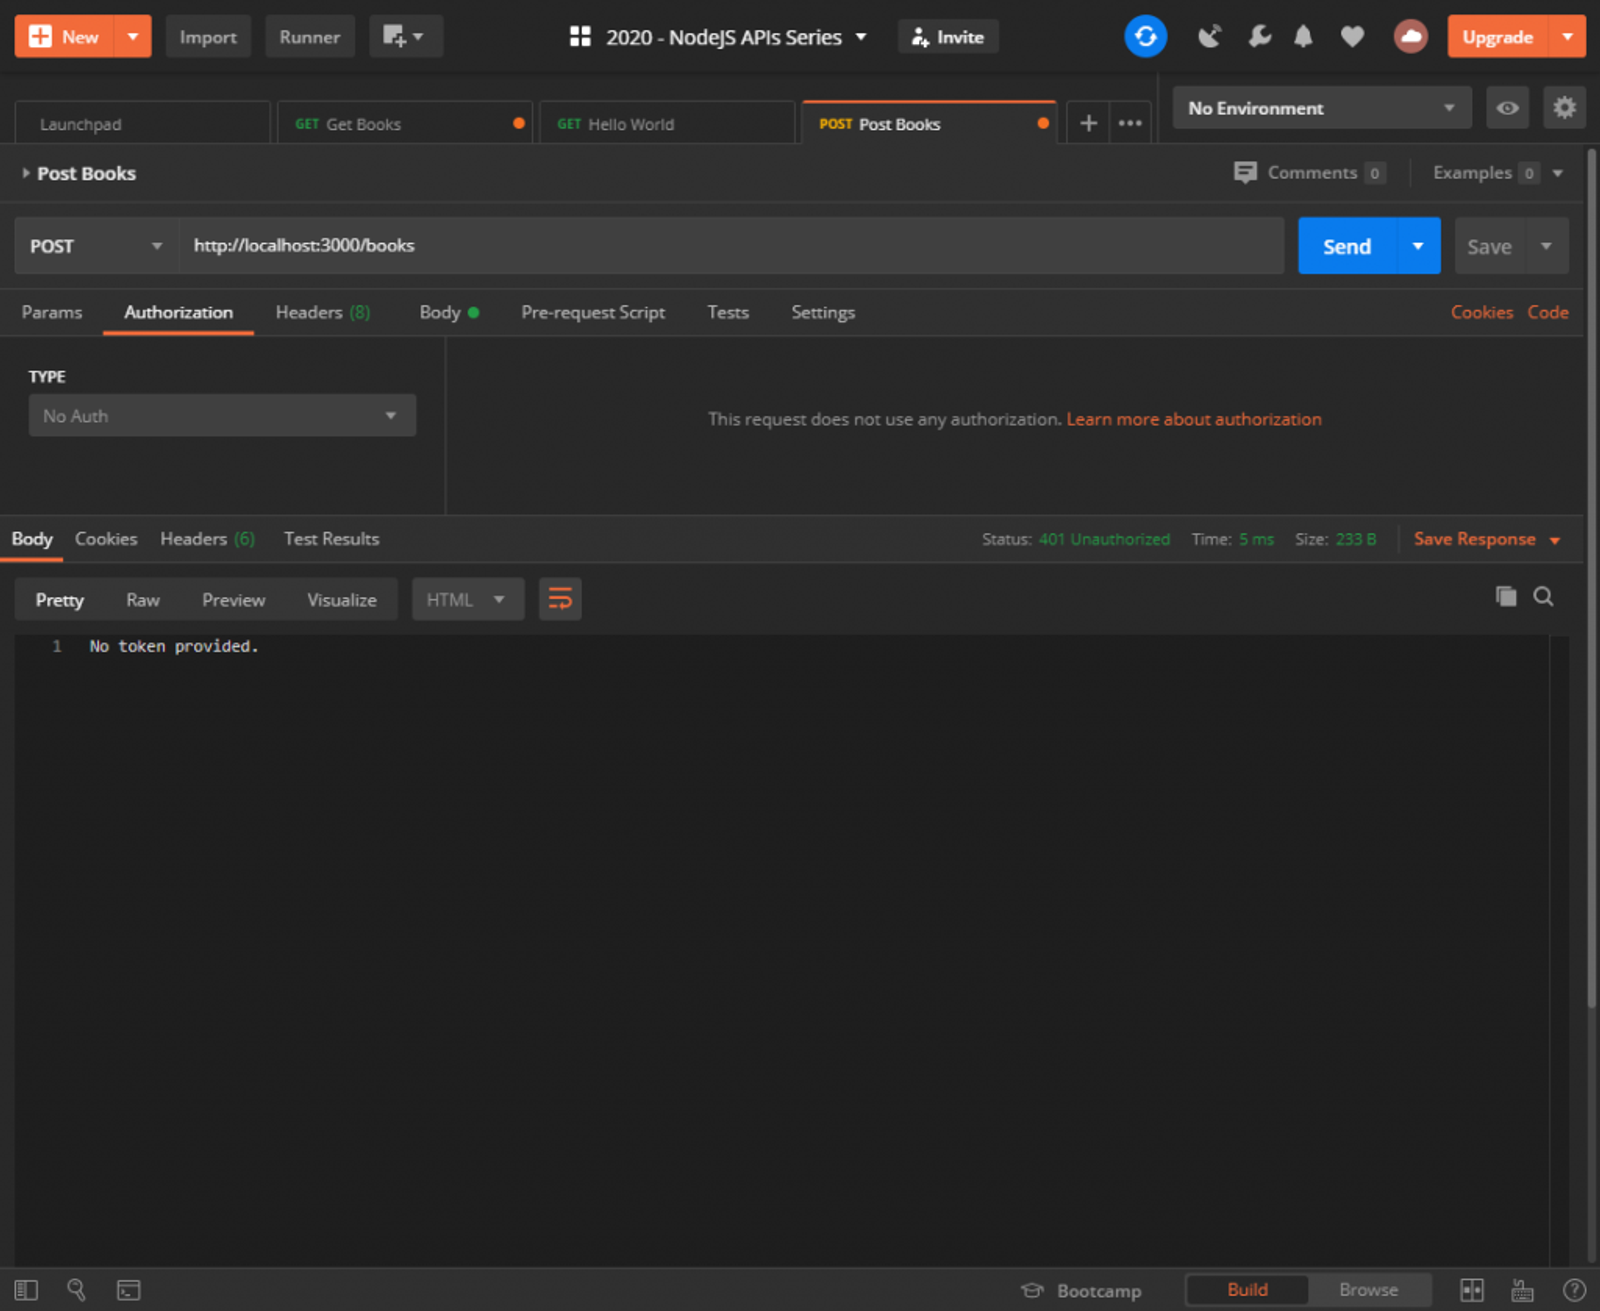 New Import Runner 2020 - NodeJS APIs Series Invite Upgrade
Launchpad GET Get Books GET Hello World POST Post Books No Environment
Post Books Comments 0 Examples 0
POST http://localhost:3000/books Send Save
Params Authorization Headers (8) Body Pre-request Script Tests Settings Cookies Code
TYPE
No Auth
This request does not use any authorization. Learn more about authorization
Body Cookies Headers (6) Test Results Status: 401 Unauthorized Time: 5 ms Size: 233 B Save Response
Pretty Raw Preview Visualize HTML
1 No token provided.
Bootcamp Build Browse